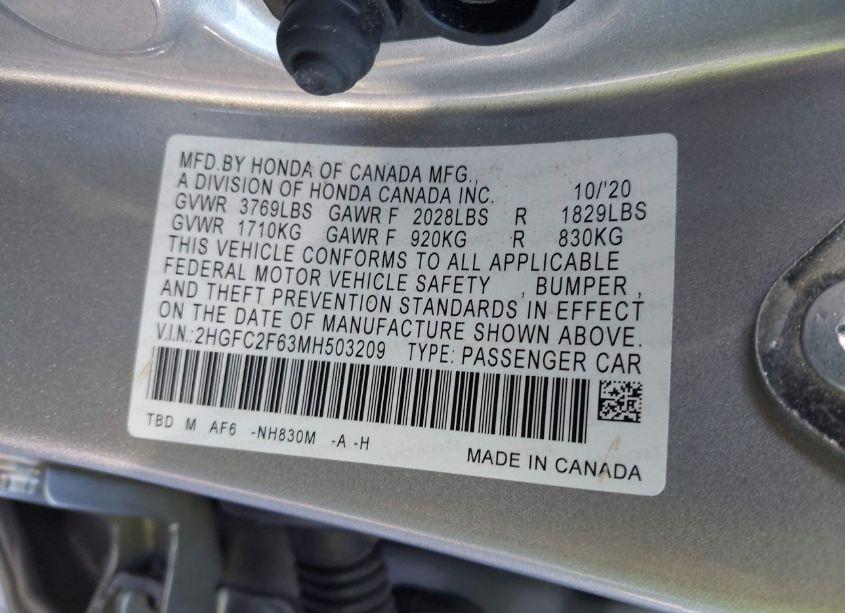 MFD.BY HONDA OF CANADA MFG.,
A DIVISION OF HONDA CANADA INC. 10/'20
GVWR 3769LBS GAWR F 2028LBS R 1829LBS
GVWR 1710KG GAWR F 920KG R 830KG
THIS VEHICLE CONFORMS TO ALL APPLICABLE
FEDERAL MOTOR VEHICLE SAFETY , BUMPER ,
AND THEFT PREVENTION STANDARDS IN EFFECT
ON THE DATE OF MANUFACTURE SHOWN ABOVE.
V.I.N.:2HGFC2F63MH503209 TYPE: PASSENGER CAR
TBD M AF6 -NH830M -A -H
MADE IN CANADA